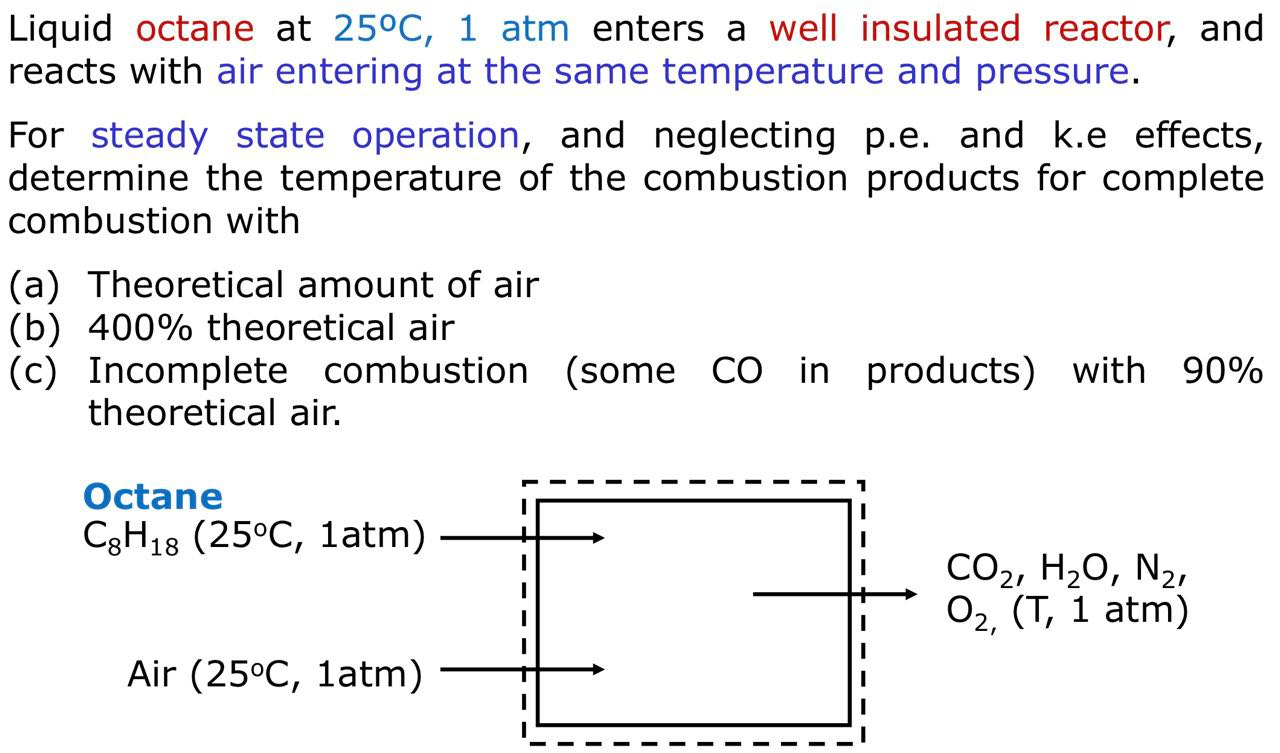 Liquid octane at 25ºC, 1 atm enters a well insulated reactor, and
reacts with air entering at the same temperature and pressure.
For steady state operation, and neglecting p.e. and k.e effects,
determine the temperature of the combustion products for complete
combustion with
(a) Theoretical amount of air
(b) 400% theoretical air
(c) Incomplete combustion (some CO in products) with 90%
theoretical air.
Octane
C₈H₁₈ (25ºC, 1atm)
CO₂, H₂O, N₂,
O₂, (T, 1 atm)
Air (25ºC, 1atm)